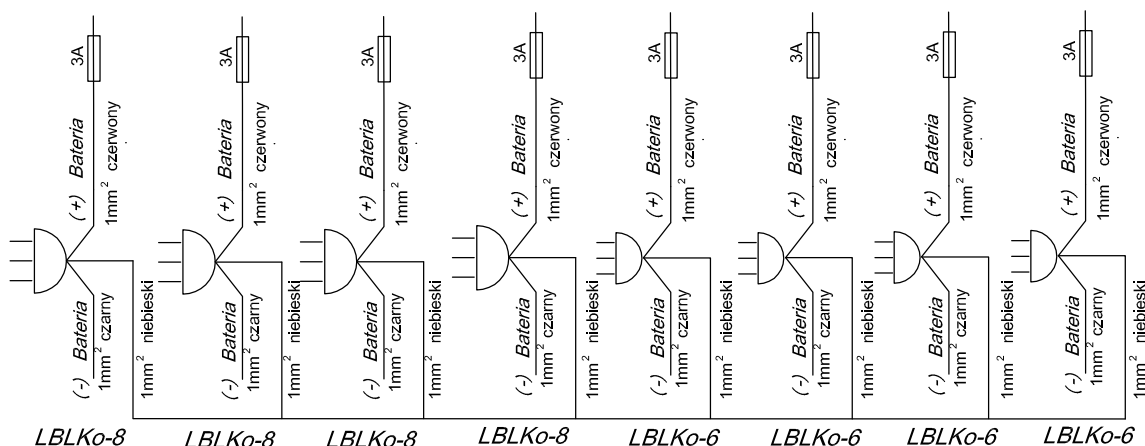 3A
(+) Bateria
1mm² czerwony
(-) Bateria
1mm² czarny
1mm² niebieski
LBLKo-8
3A
(+) Bateria
1mm² czerwony
(-) Bateria
1mm² czarny
1mm² niebieski
LBLKo-8
3A
(+) Bateria
1mm² czerwony
(-) Bateria
1mm² czarny
1mm² niebieski
LBLKo-8
3A
(+) Bateria
1mm² czerwony
(-) Bateria
1mm² czarny
1mm² niebieski
LBLKo-8
3A
(+) Bateria
1mm² czerwony
(-) Bateria
1mm² czarny
1mm² niebieski
LBLKo-6
3A
(+) Bateria
1mm² czerwony
(-) Bateria
1mm² czarny
1mm² niebieski
LBLKo-6
3A
(+) Bateria
1mm² czerwony
(-) Bateria
1mm² czarny
1mm² niebieski
LBLKo-6
3A
(+) Bateria
1mm² czerwony
(-) Bateria
1mm² czarny
1mm² niebieski
LBLKo-6